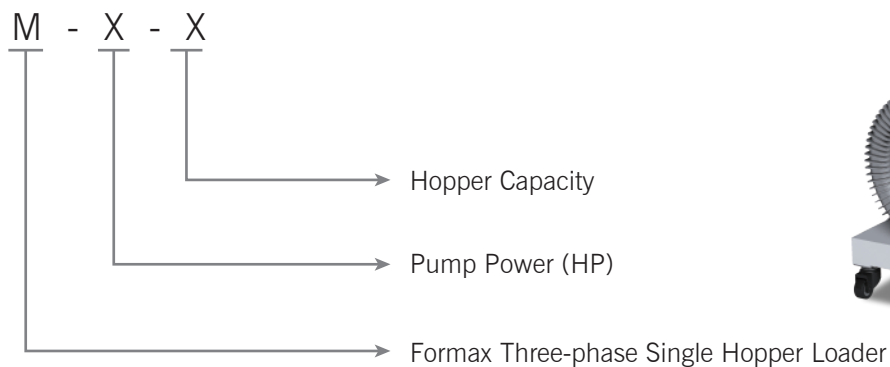 M - X - X
Hopper Capacity
Pump Power (HP)
Formax Three-phase Single Hopper Loader